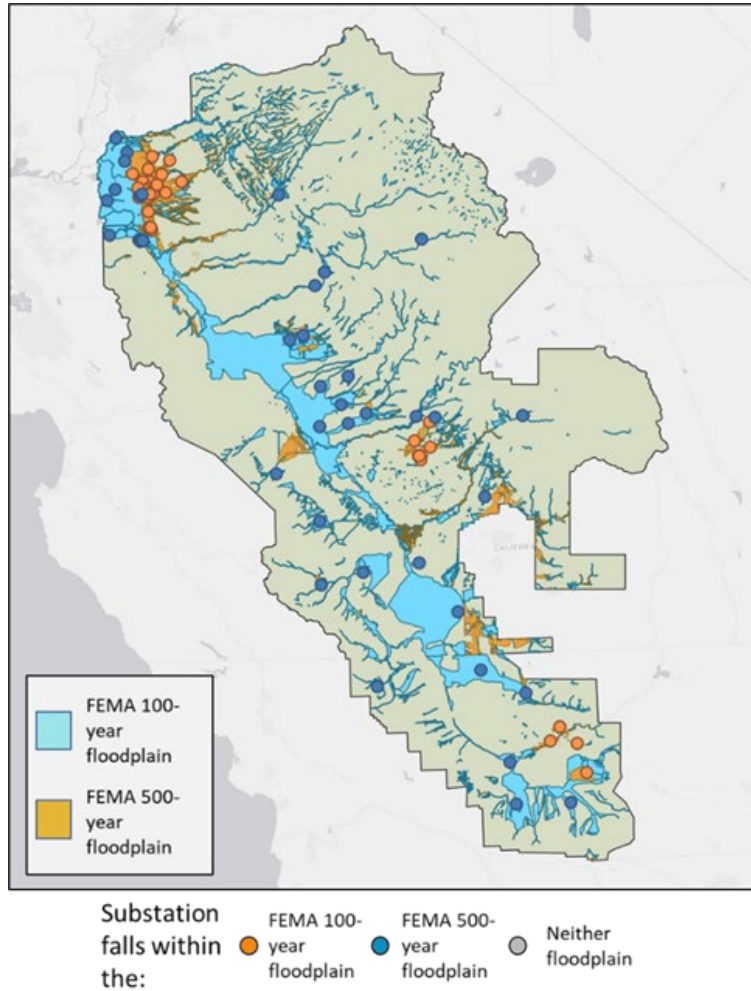 CALIFORNIA
FEMA 100-
year
floodplain
FEMA 500-
year
floodplain
Substation
falls within
the:
FEMA 100-
year
floodplain
FEMA 500-
year
floodplain
Neither
floodplain